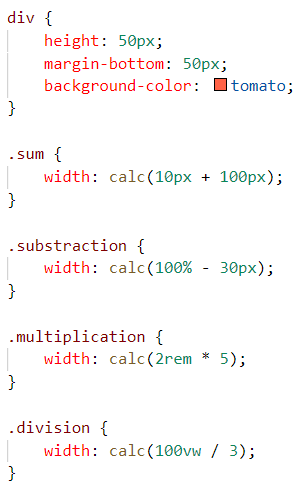 div {
    height: 50px;
    margin-bottom: 50px;
    background-color: tomato;
}

.sum {
    width: calc(10px + 100px);
}

.substraction {
    width: calc(100% - 30px);
}

.multiplication {
    width: calc(2rem * 5);
}

.division {
    width: calc(100vw / 3);
}